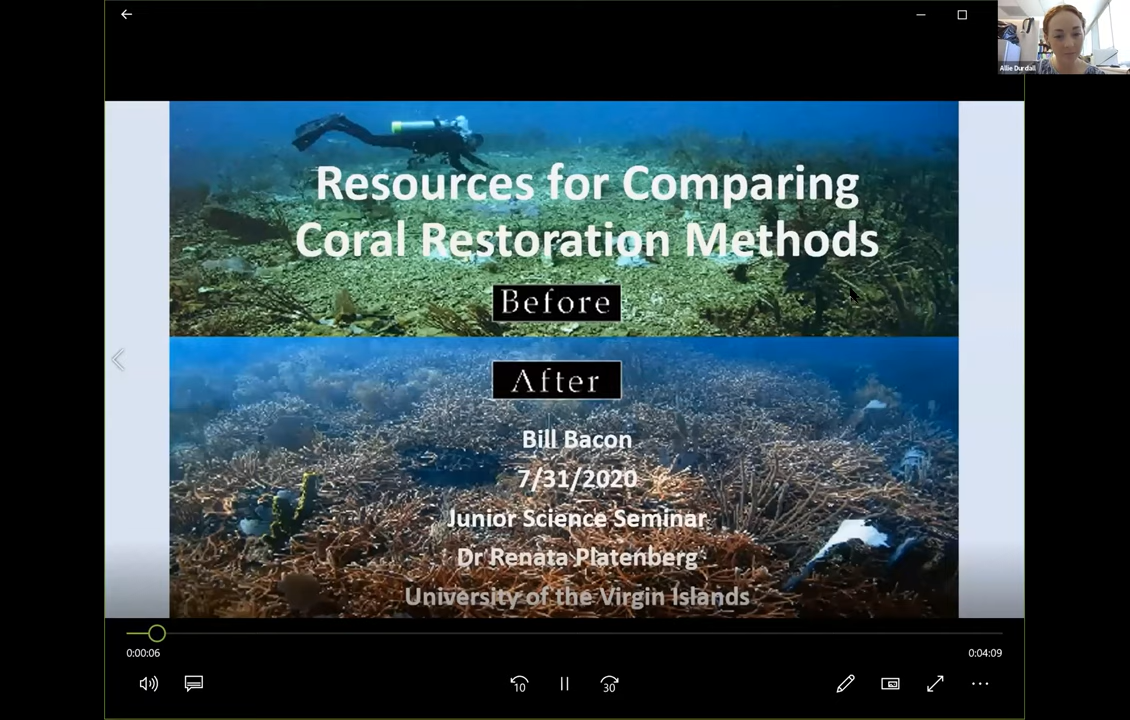 Allie Durdall
Resources for Comparing
Coral Restoration Methods
Before
After
Bill Bacon
7/31/2020
Junior Science Seminar
Dr Renata Platenberg
University of the Virgin Islands
0:00:06
0:04:09
10
30